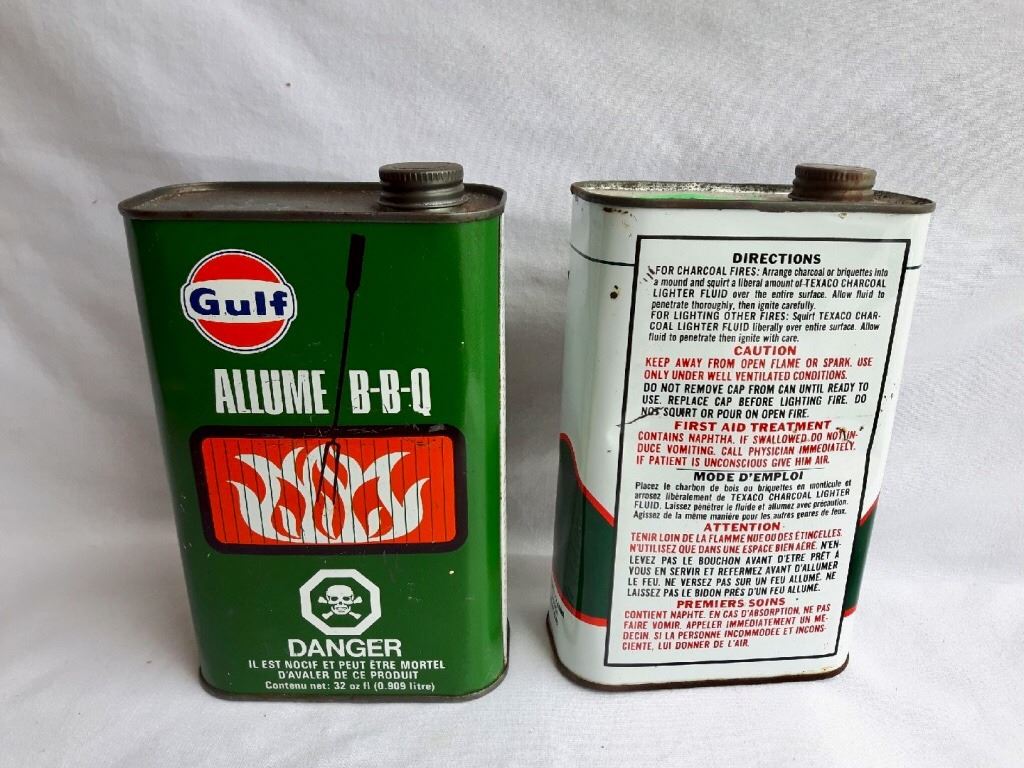 Gulf
ALLUME B-B-Q
DANGER
IL EST NOCIF ET PEUT ÊTRE MORTEL
D'AVALER DE CE PRODUIT
Contenu net: 32 oz fl (0.909 litre)
DIRECTIONS
FOR CHARCOAL FIRES: Arrange charcoal or briquettes into
a mound and squirt a liberal amount of TEXACO CHARCOAL
LIGHTER FLUID over the entire surface. Allow fluid to
penetrate thoroughly, then ignite carefully.
FOR LIGHTING OTHER FIRES: Squirt TEXACO CHAR-
COAL LIGHTER FLUID liberally over entire surface. Allow
fluid to penetrate then ignite with care.
CAUTION
KEEP AWAY FROM OPEN FLAME OR SPARK. USE
ONLY UNDER WELL VENTILATED CONDITIONS.
DO NOT REMOVE CAP FROM CAN UNTIL READY TO
USE. REPLACE CAP BEFORE LIGHTING FIRE. DO
NOT SQUIRT OR POUR ON OPEN FIRE.
FIRST AID TREATMENT
CONTAINS NAPHTHA. IF SWALLOWED DO NOT IN-
DUCE VOMITING. CALL PHYSICIAN IMMEDIATELY.
IF PATIENT IS UNCONSCIOUS GIVE HIM AIR.
MODE D'EMPLOI
Placez le charbon de bois ou briquettes en monticule et
arrosez libéralement de TEXACO CHARCOAL LIGHTER
FLUID. Laissez pénétrer le fluide et allumez avec précaution.
Agissez de la même manière pour les autres genres de feux.
ATTENTION
TENIR LOIN DE LA FLAMME NUE OU DES ÉTINCELLES.
N'UTILISEZ QUE DANS UNE ESPACE BIEN AÉRÉ. N'EN-
LEVEZ PAS LE BOUCHON AVANT D'ETRE PRÊT À
VOUS EN SERVIR ET REFERMEZ AVANT D'ALLUMER
LE FEU. NE VERSEZ PAS SUR UN FEU ALLUMÉ. NE
LAISSEZ PAS LE BIDON PRÈS D'UN FEU ALLUMÉ.
PREMIERS SOINS
CONTIENT NAPHTE. EN CAS D'ABSORPTION, NE PAS
FAIRE VOMIR. APPELER IMMEDIATEMENT UN ME-
DECIN. SI LA PERSONNE INCOMMODEE ET INCONS-
CIENTE, LUI DONNER DE L'AIR.